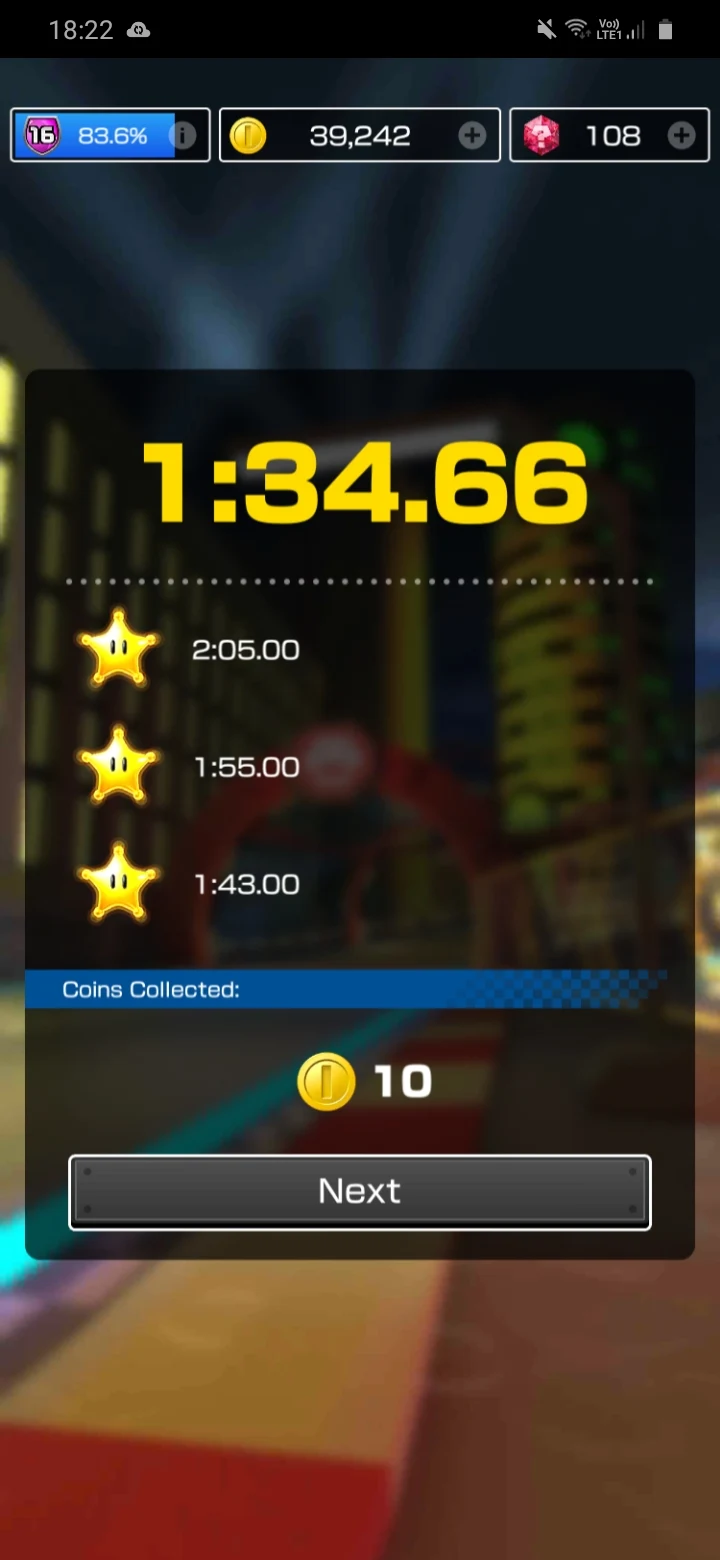 18:22 Vo)) LTE1
16 83.6% i 39,242 + ? 108 +
1:34.66
2:05.00
1:55.00
1:43.00
Coins Collected:
10
Next